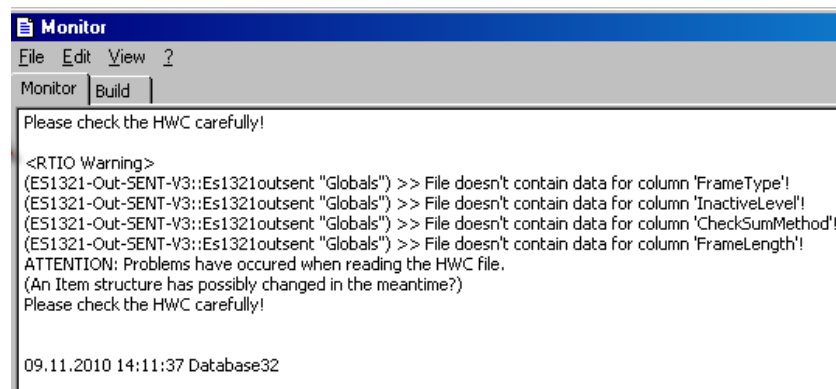 Monitor
File Edit View ?
Monitor Build
Please check the HWC carefully!
<RTIO Warning>
(ES1321-Out-SENT-V3::Es1321outsent "Globals") >> File doesn't contain data for column 'FrameType'!
(ES1321-Out-SENT-V3::Es1321outsent "Globals") >> File doesn't contain data for column 'InactiveLevel'!
(ES1321-Out-SENT-V3::Es1321outsent "Globals") >> File doesn't contain data for column 'CheckSumMethod'!
(ES1321-Out-SENT-V3::Es1321outsent "Globals") >> File doesn't contain data for column 'FrameLength'!
ATTENTION: Problems have occured when reading the HWC file.
(An Item structure has possibly changed in the meantime?)
Please check the HWC carefully!
09.11.2010 14:11:37 Database32